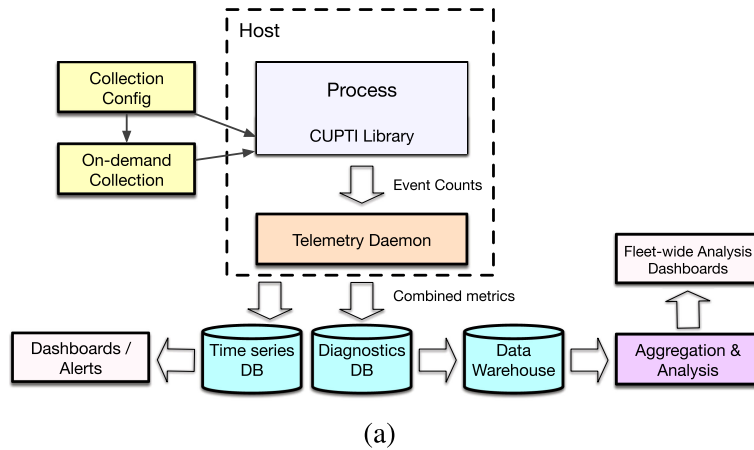 Host
Collection
Config
Process
CUPTI Library
On-demand
Collection
Event Counts
Telemetry Daemon
Fleet-wide Analysis
Dashboards
Combined metrics
Dashboards /
Alerts
Time series
DB
Diagnostics
DB
Data
Warehouse
Aggregation &
Analysis
(a)